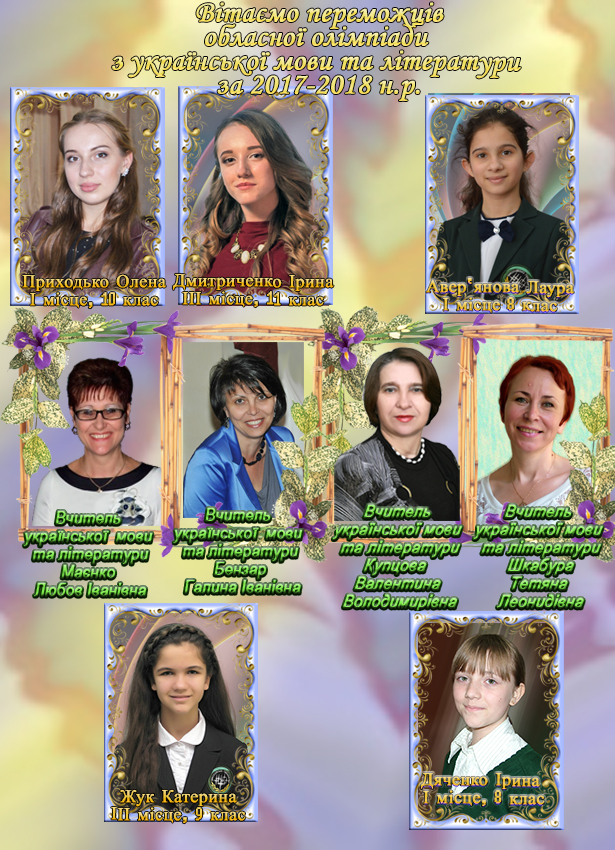 Вітаємо переможців
обласної олімпіади
з української мови та літератури
за 2017-2018 н.р.
Приходько Олена
І місце, 10 клас
Дмитриченко Ірина
ІІІ місце, 11 клас
Авер'янова Лаура
І місце 8 клас
Вчитель
української мови
та літератури
Маєнко
Любов Іванівна
Вчитель
української мови
та літератури
Бензар
Галина Іванівна
Вчитель
української мови
та літератури
Купцова
Валентина
Володимирівна
Вчитель
української мови
та літератури
Шкабура
Тетяна
Леонидівна
Жук Катерина
ІІІ місце, 9 клас
Дяченко Ірина
І місце, 8 клас